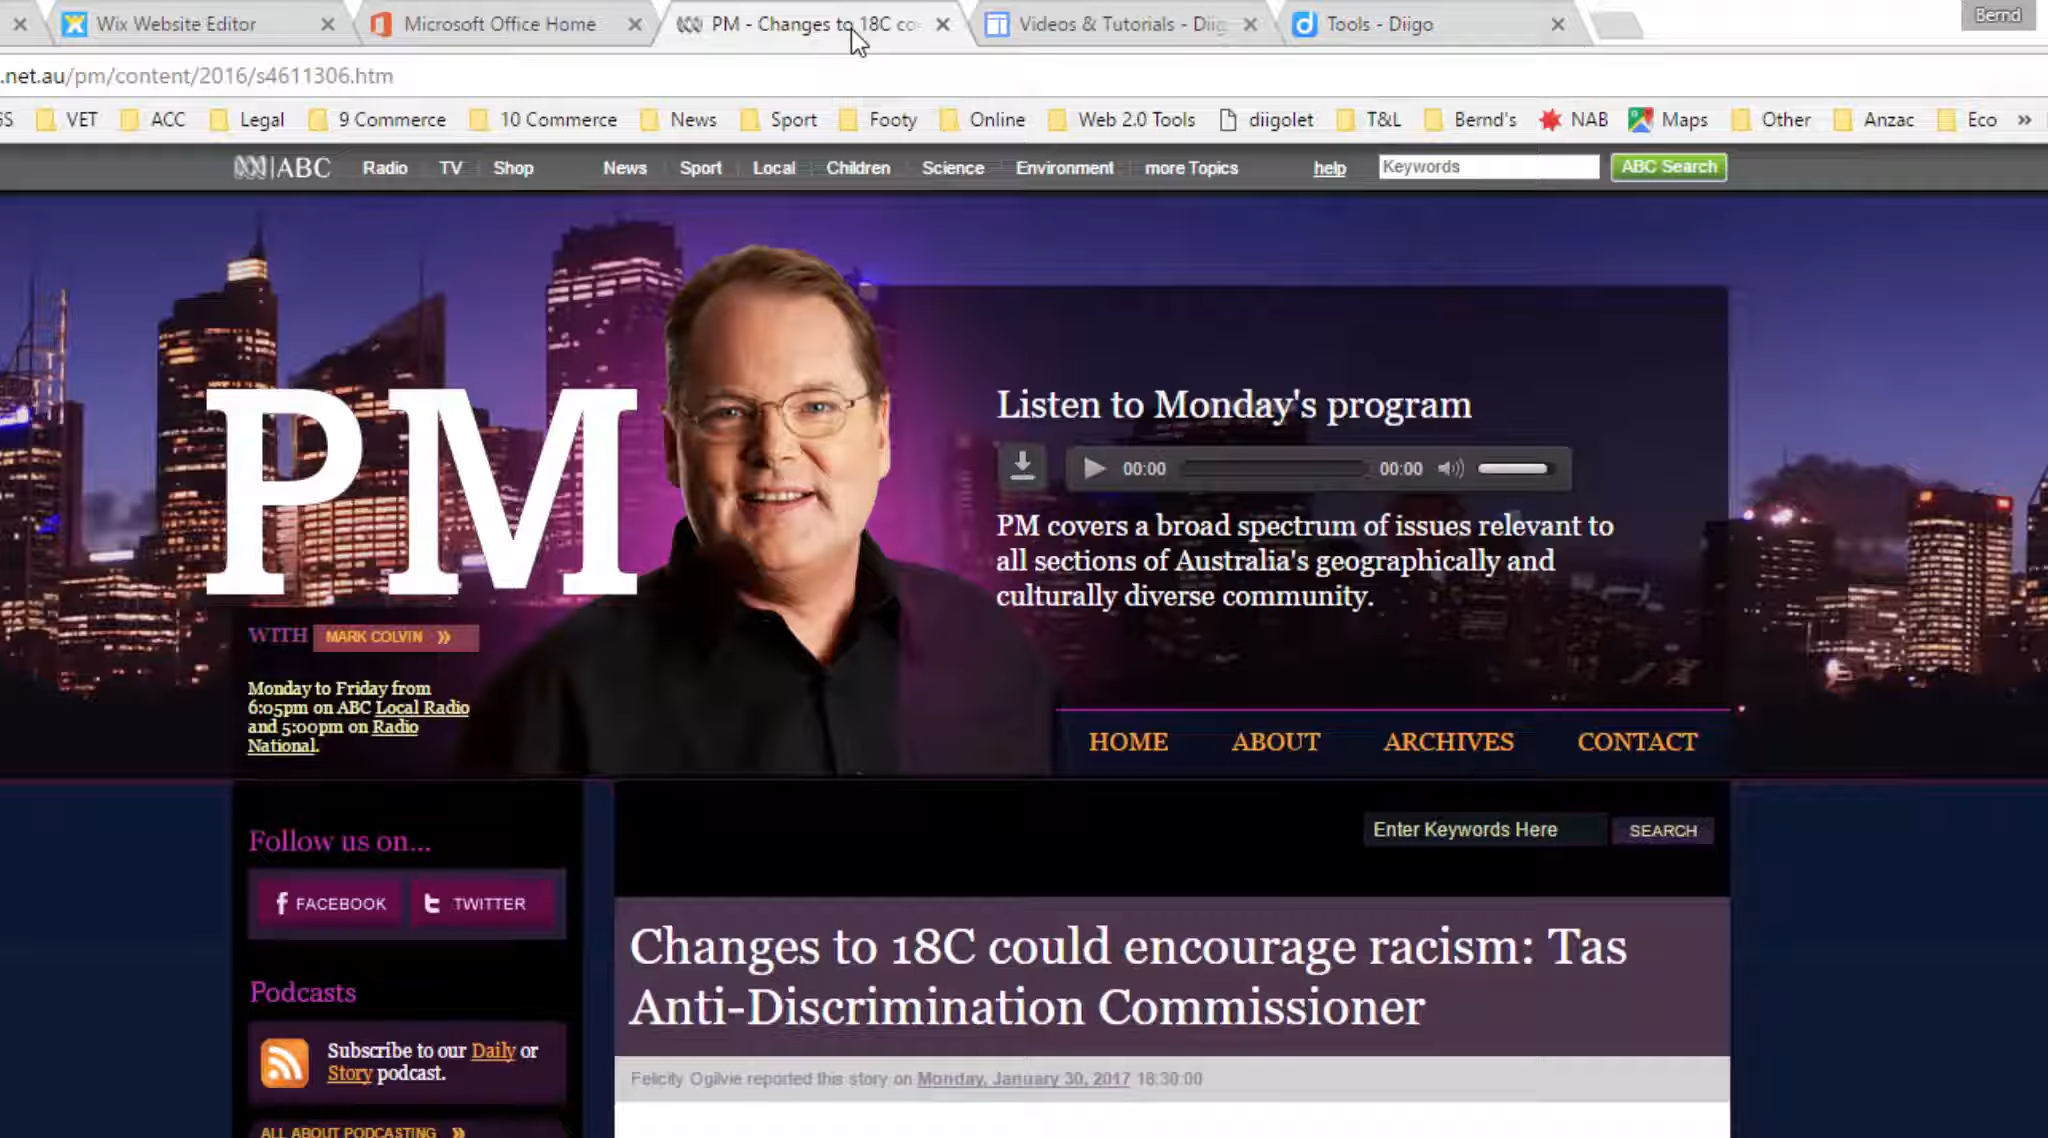 Wix Website Editor
Microsoft Office Home
PM - Changes to 18C co
Videos & Tutorials - Diig
Tools - Diigo
Bernd
.net.au/pm/content/2016/s4611306.htm
VET
ACC
Legal
9 Commerce
10 Commerce
News
Sport
Footy
Online
Web 2.0 Tools
diigolet
T&L
Bernd's
NAB
Maps
Other
Anzac
Eco
»
ABC
Radio
TV
Shop
News
Sport
Local
Children
Science
Environment
more Topics
help
Keywords
ABC Search
PM
WITH MARK COLVIN »
Monday to Friday from
6:05pm on ABC Local Radio
and 5:00pm on Radio
National.
Listen to Monday's program
00:00
00:00
PM covers a broad spectrum of issues relevant to
all sections of Australia's geographically and
culturally diverse community.
HOME
ABOUT
ARCHIVES
CONTACT
Follow us on...
FACEBOOK
TWITTER
Podcasts
Subscribe to our Daily or
Story podcast.
ALL ABOUT PODCASTING »
Enter Keywords Here
SEARCH
Changes to 18C could encourage racism: Tas
Anti-Discrimination Commissioner
Felicity Ogilvie reported this story on Monday, January 30, 2017 18:30:00